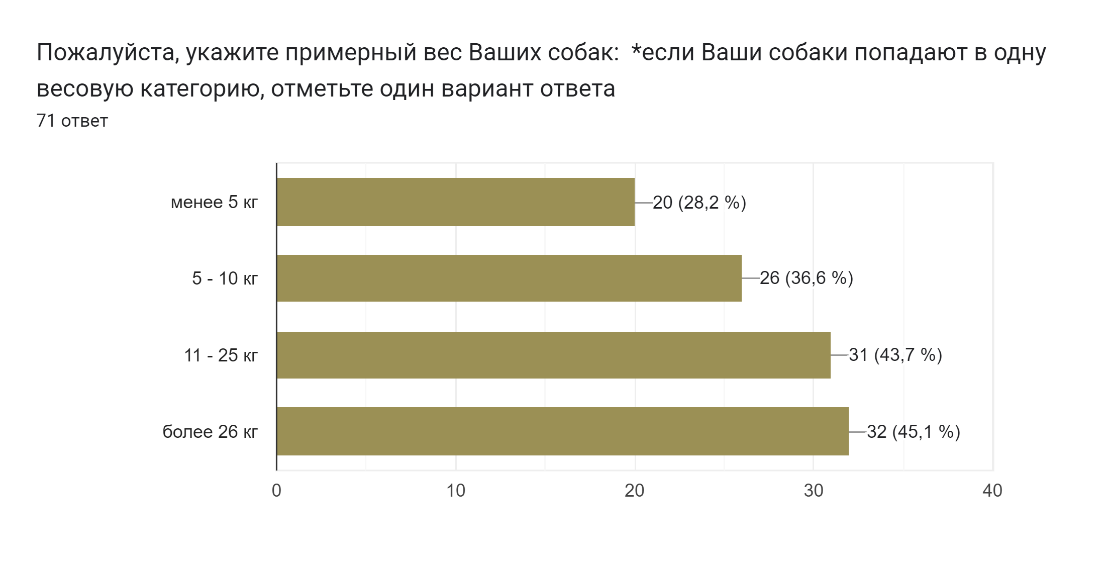 Пожалуйста, укажите примерный вес Ваших собак:  *если Ваши собаки попадают в одну
весовую категорию, отметьте один вариант ответа
71 ответ
менее 5 кг
20 (28,2 %)
5 - 10 кг
26 (36,6 %)
11 - 25 кг
31 (43,7 %)
более 26 кг
32 (45,1 %)
0 10 20 30 40